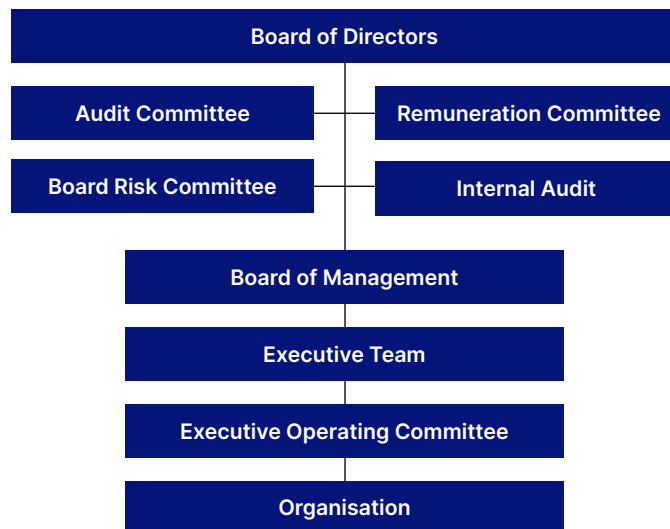 Board of Directors
Audit Committee
Remuneration Committee
Board Risk Committee
Internal Audit
Board of Management
Executive Team
Executive Operating Committee
Organisation